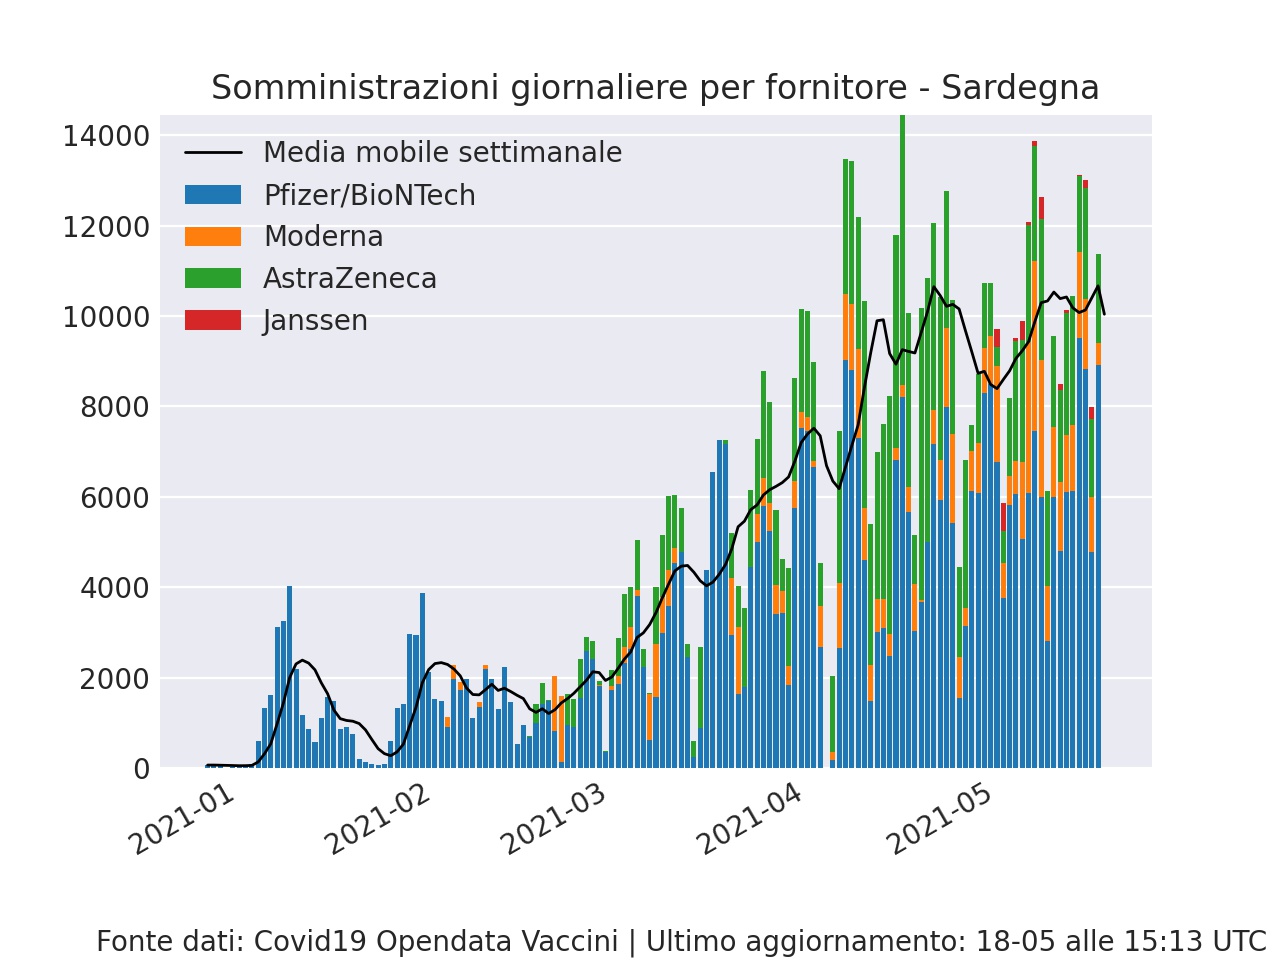 Somministrazioni giornaliere per fornitore - Sardegna
14000
12000
10000
8000
6000
4000
2000
0
Media mobile settimanale
Pfizer/BioNTech
Moderna
AstraZeneca
Janssen
2021-01
2021-02
2021-03
2021-04
2021-05
Fonte dati: Covid19 Opendata Vaccini | Ultimo aggiornamento: 18-05 alle 15:13 UTC